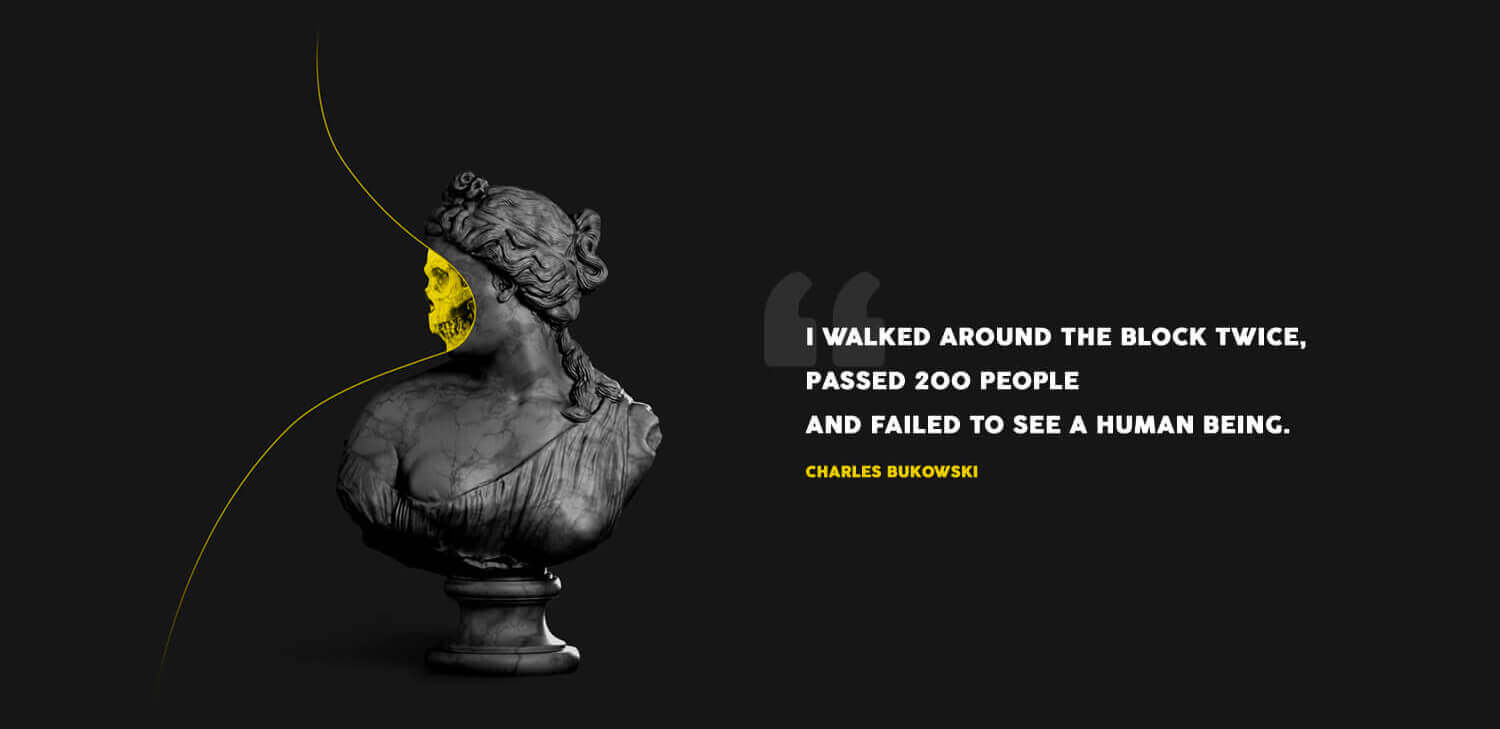 “
I WALKED AROUND THE BLOCK TWICE,
PASSED 200 PEOPLE
AND FAILED TO SEE A HUMAN BEING.
CHARLES BUKOWSKI